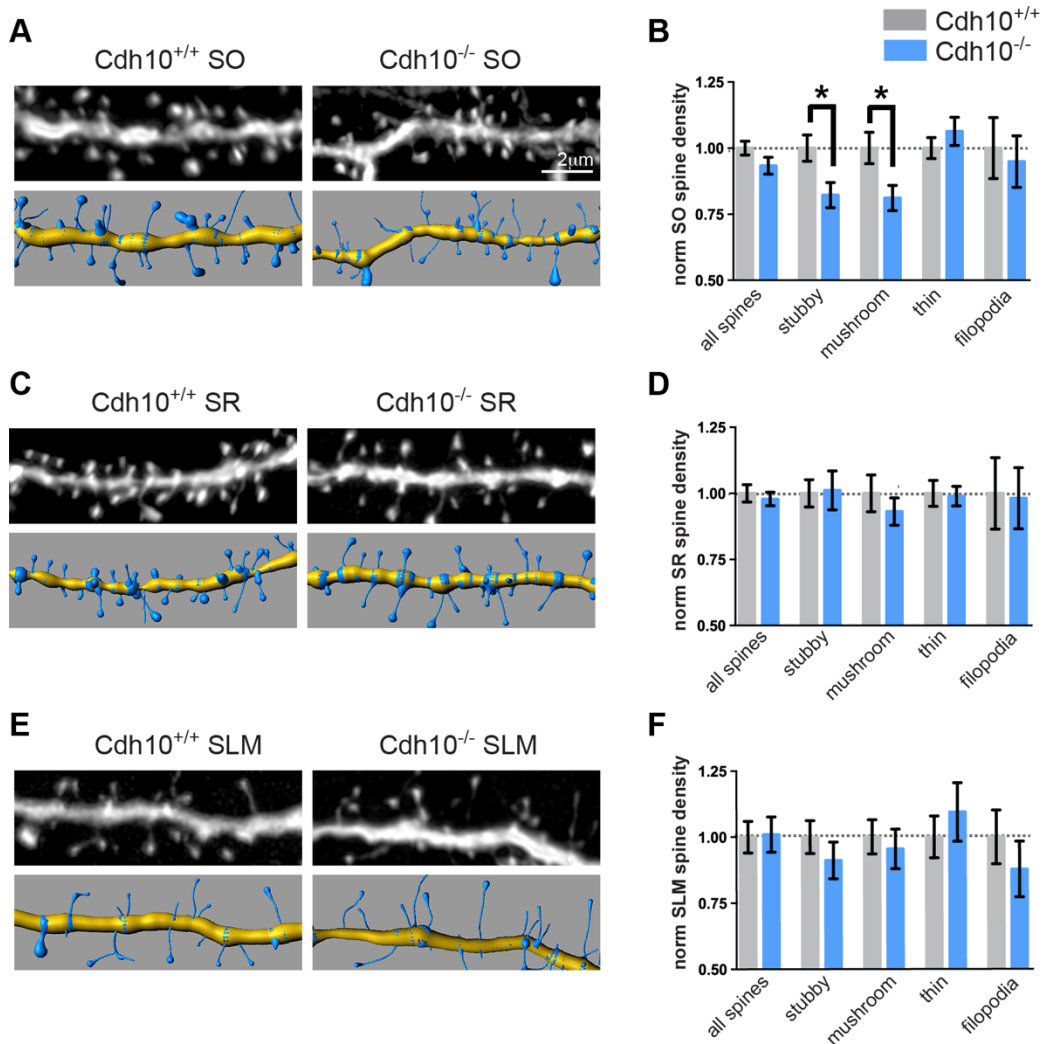 A
Cdh10+/+ SO
Cdh10-/- SO
2μm
B
Cdh10+/+
Cdh10-/-
norm SO spine density
1.25
1.00
0.75
0.50
*
*
all spines
stubby
mushroom
thin
filopodia
C
Cdh10+/+ SR
Cdh10-/- SR
D
norm SR spine density
1.25
1.00
0.75
0.50
all spines
stubby
mushroom
thin
filopodia
E
Cdh10+/+ SLM
Cdh10-/- SLM
F
norm SLM spine density
1.25
1.00
0.75
0.50
all spines
stubby
mushroom
thin
filopodia